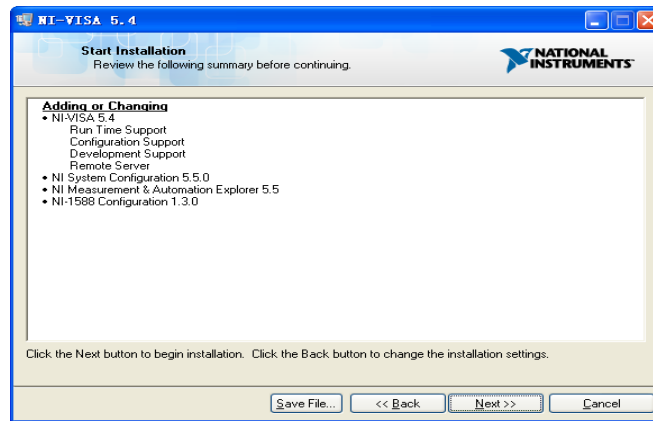 NI-VISA 5.4
Start Installation
Review the following summary before continuing.
NATIONAL
INSTRUMENTS™
Adding or Changing
• NI-VISA 5.4
Run Time Support
Configuration Support
Development Support
Remote Server
• NI System Configuration 5.5.0
• NI Measurement & Automation Explorer 5.5
• NI-1588 Configuration 1.3.0
Click the Next button to begin installation. Click the Back button to change the installation settings.
Save File... << Back Next >> Cancel